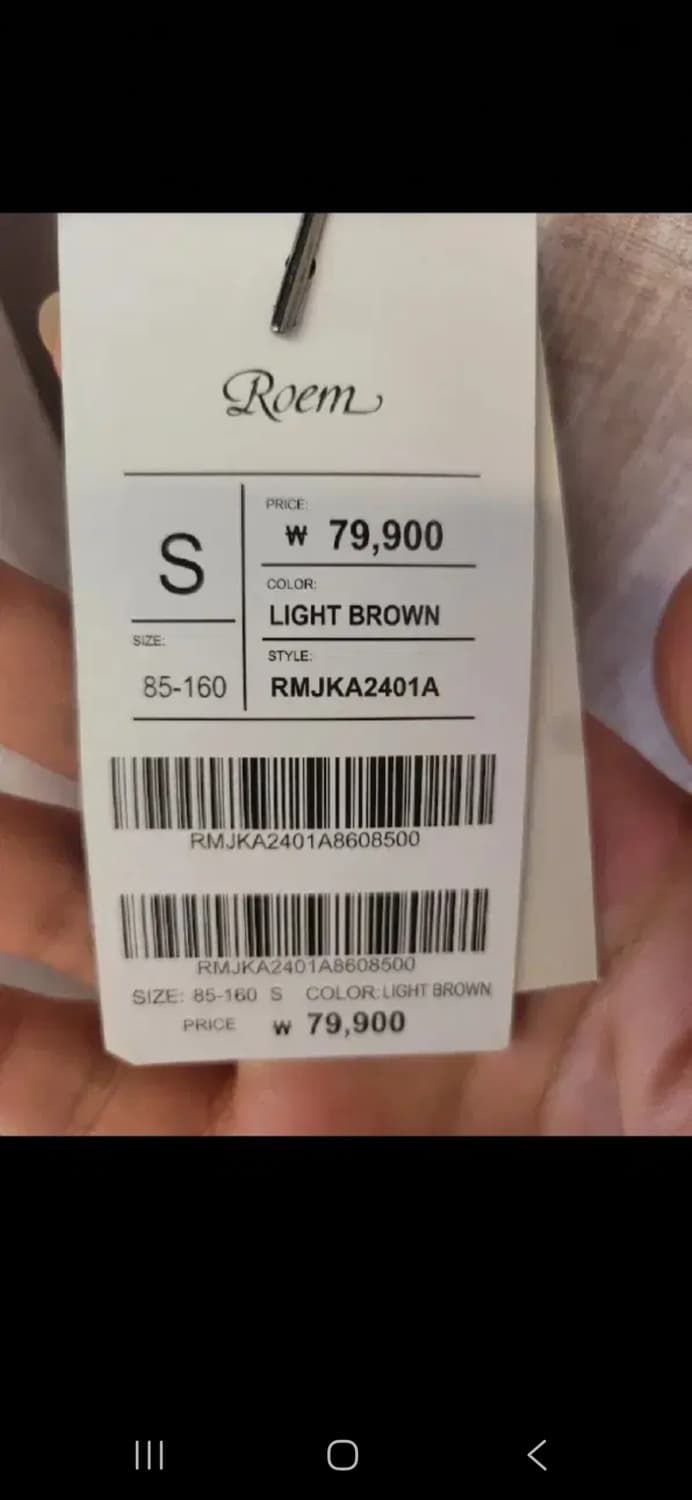 Roem
PRICE:
₩ 79,900
S
COLOR:
LIGHT BROWN
SIZE:
STYLE:
85-160
RMJKA2401A
RMJKA2401A8608500
RMJKA2401A8608500
SIZE: 85-160 S COLOR:LIGHT BROWN
PRICE ₩ 79,900